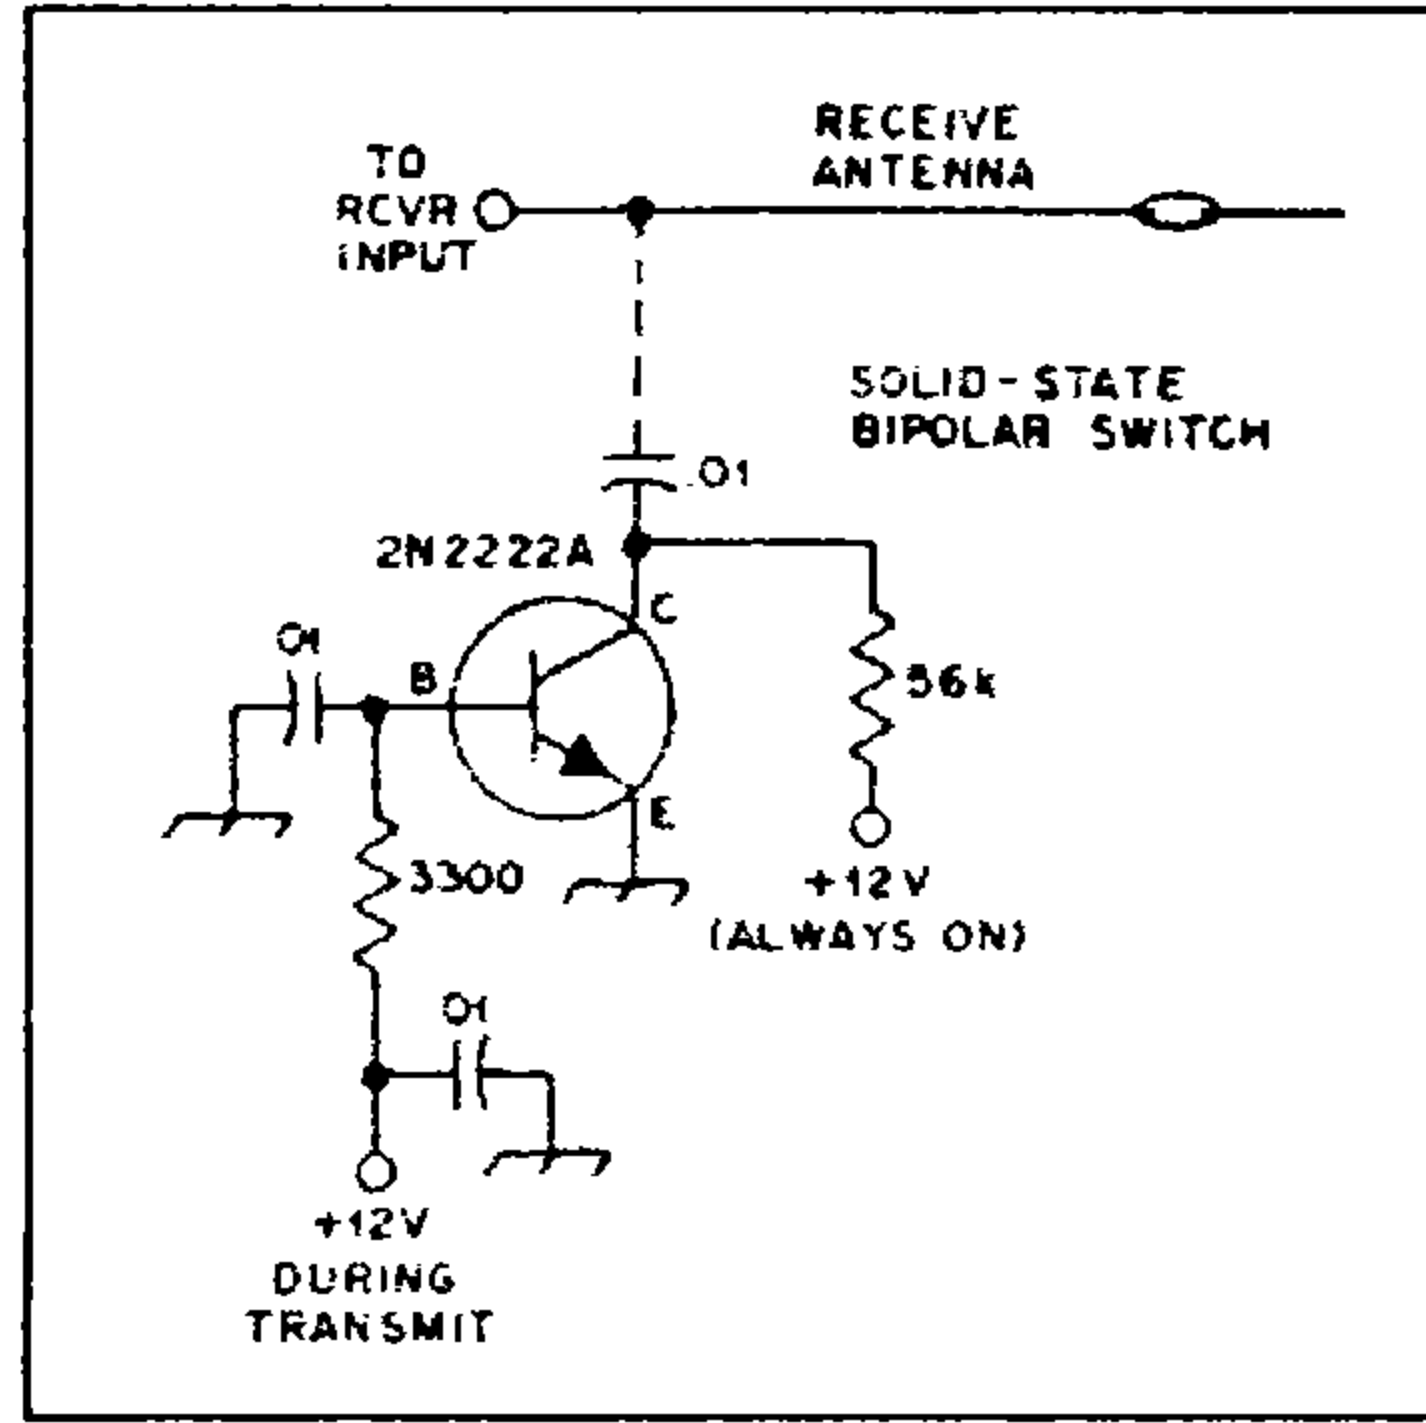 RECEIVE
ANTENNA
TO
RCVR
INPUT
SOLID-STATE
BIPOLAR SWITCH
.01
2N2222A
C
01
B
56k
E
3300
+12V
(ALWAYS ON)
01
+12V
DURING
TRANSMIT